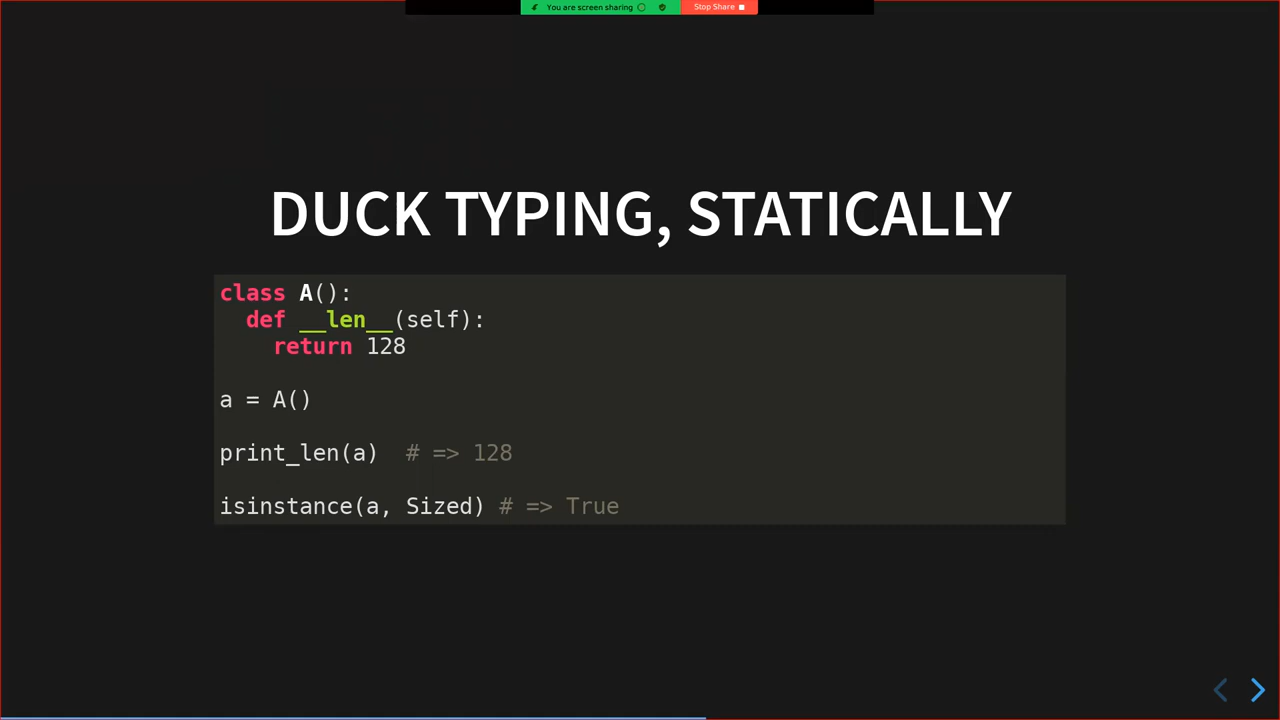 You are screen sharing
Stop Share
DUCK TYPING, STATICALLY
class A():
  def __len__(self):
    return 128
a = A()
print_len(a)  # => 128
isinstance(a, Sized) # => True